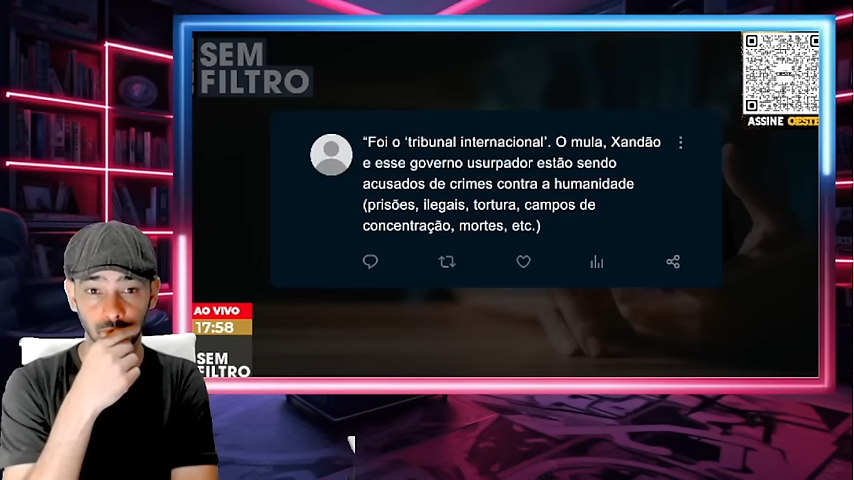 SEM
FILTRO
ASSINE OESTE
“Foi o ‘tribunal internacional’. O mula, Xandão
e esse governo usurpador estão sendo
acusados de crimes contra a humanidade
(prisões, ilegais, tortura, campos de
concentração, mortes, etc.)
AO VIVO
17:58
SEM
FILTRO